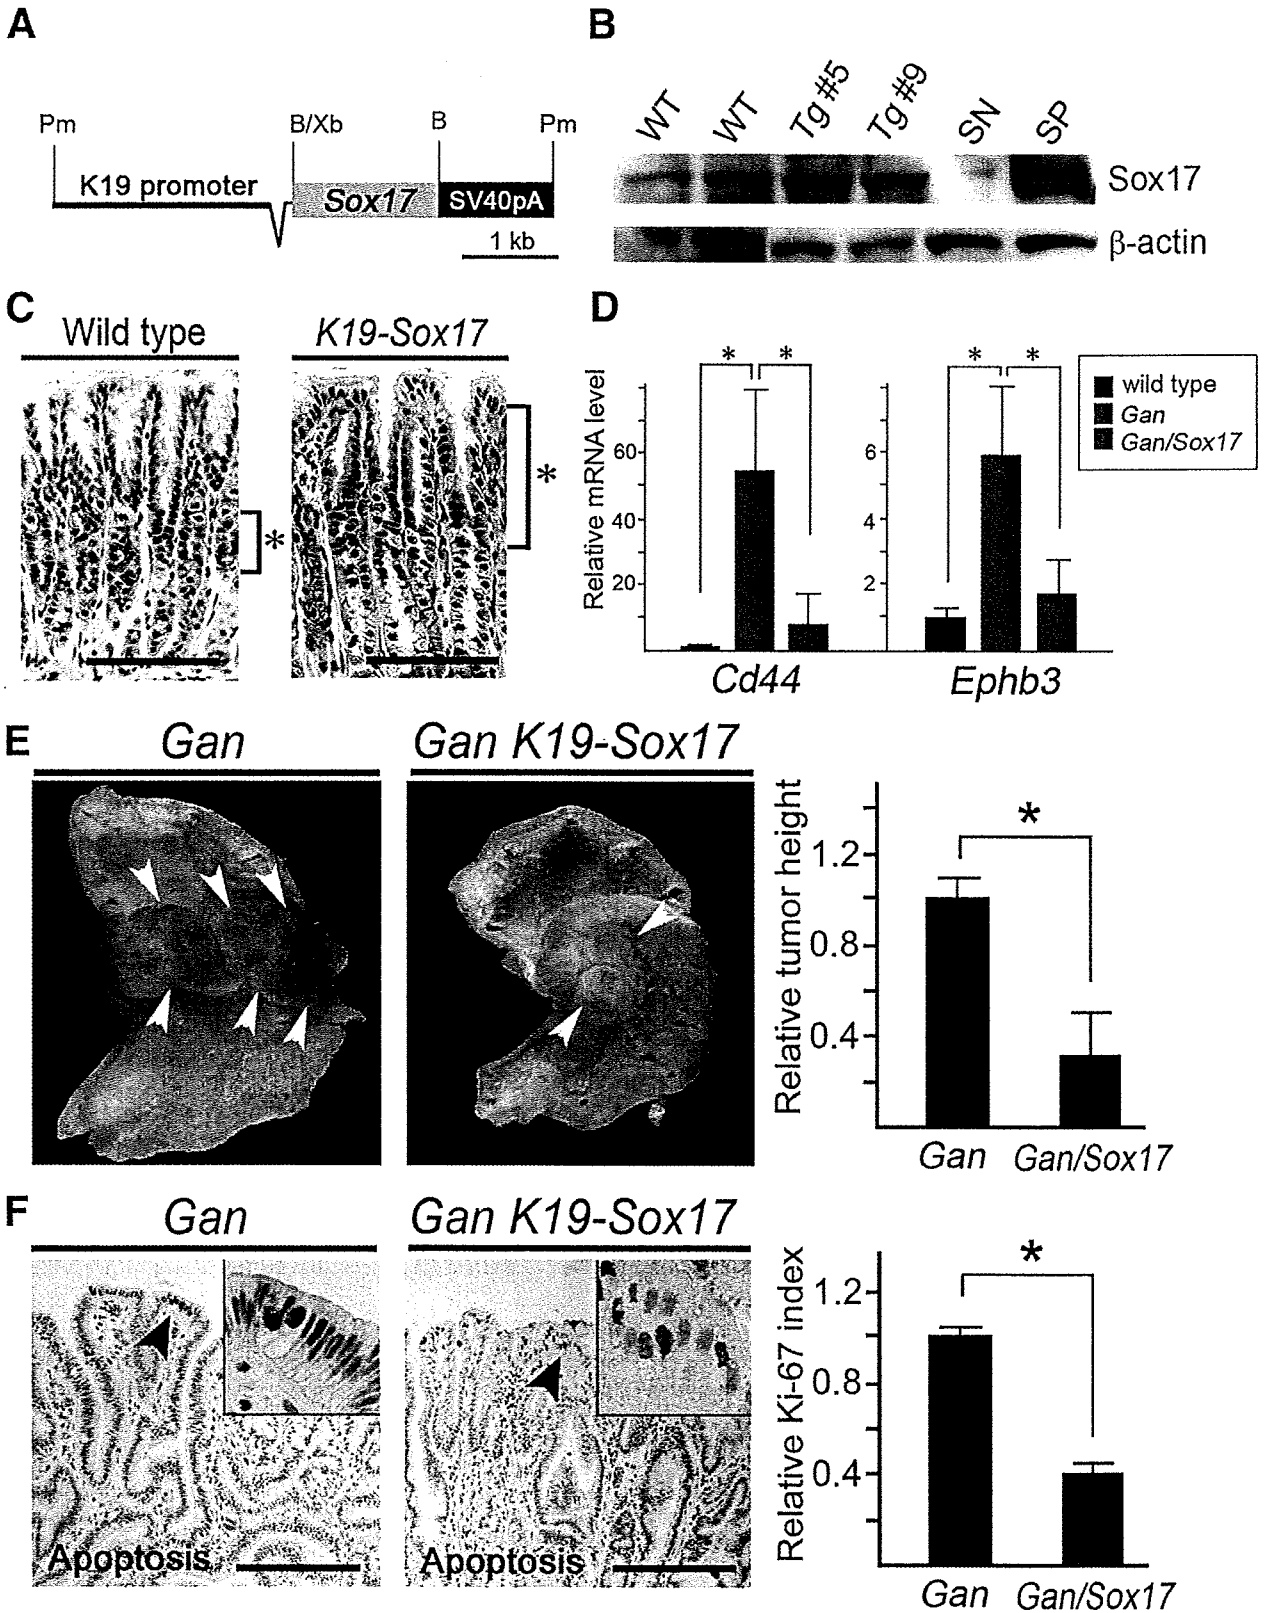 A
Pm
B/Xb
B
Pm
K19 promoter
Sox17
SV40pA
1 kb
B
WT
WT
Tg #5
Tg #9
SN
SP
Sox17
β-actin
C
Wild type
K19-Sox17
*
*
D
Relative mRNA level
60
40
20
* *
Cd44
6
4
2
* *
Ephb3
wild type
Gan
Gan/Sox17
E
Gan
Gan K19-Sox17
Relative tumor height
1.2
0.8
0.4
*
Gan
Gan/Sox17
F
Gan
Gan K19-Sox17
Apoptosis
Apoptosis
Relative Ki-67 index
1.2
0.8
0.4
*
Gan
Gan/Sox17